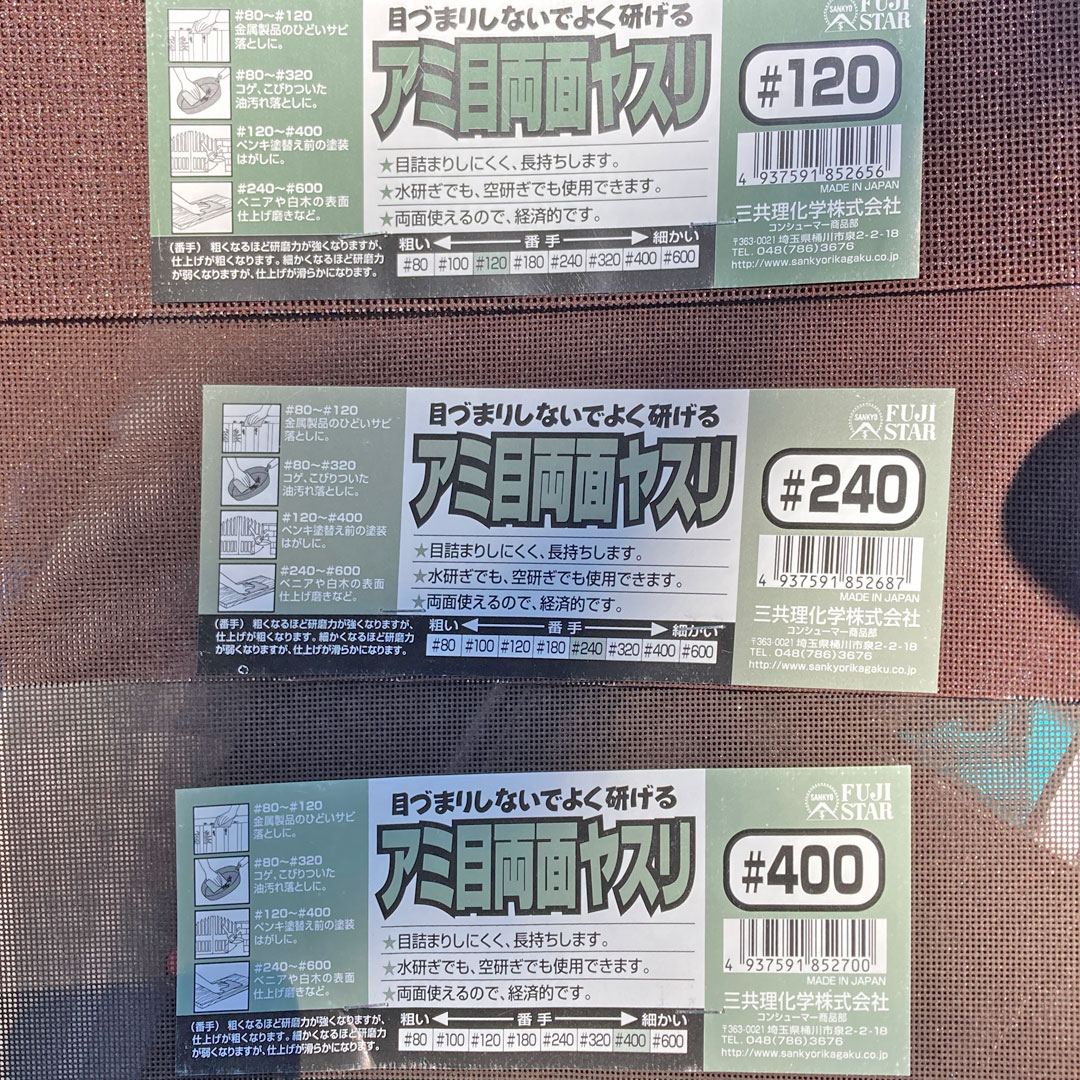 #80〜#120
金属製品のひどいサビ
落としに。
#80〜#320
コゲ、こびりついた
油汚れ落としに。
#120〜#400
ペンキ塗替え前の塗装
はがしに。
#240〜#600
ベニアや白木の表面
仕上げ磨きなど。
(番手) 粗くなるほど研磨力が強くなりますが、
仕上げが粗くなります。細かくなるほど研磨力
が弱くなりますが、仕上げが滑らかになります。
目づまりしないでよく研げる
アミ目両面ヤスリ
★目詰まりしにくく、長持ちします。
★水研ぎでも、空研ぎでも使用できます。
★両面使えるので、経済的です。
粗い 番手 細かい
#80 #100 #120 #180 #240 #320 #400 #600
SANKYO
FUJI
STAR
#120
4 937591 852656
MADE IN JAPAN
三共理化学株式会社
コンシューマー商品部
〒363-0021 埼玉県桶川市泉2-2-18
TEL. 048(786)3676
http://www.sankyorikagaku.co.jp
#80〜#120
金属製品のひどいサビ
落としに。
#80〜#320
コゲ、こびりついた
油汚れ落としに。
#120〜#400
ペンキ塗替え前の塗装
はがしに。
#240〜#600
ベニアや白木の表面
仕上げ磨きなど。
(番手) 粗くなるほど研磨力が強くなりますが、
仕上げが粗くなります。細かくなるほど研磨力
が弱くなりますが、仕上げが滑らかになります。
目づまりしないでよく研げる
アミ目両面ヤスリ
★目詰まりしにくく、長持ちします。
★水研ぎでも、空研ぎでも使用できます。
★両面使えるので、経済的です。
粗い 番手 細かい
#80 #100 #120 #180 #240 #320 #400 #600
SANKYO
FUJI
STAR
#240
4 937591 852687
MADE IN JAPAN
三共理化学株式会社
コンシューマー商品部
〒363-0021 埼玉県桶川市泉2-2-18
TEL. 048(786)3676
http://www.sankyorikagaku.co.jp
#80〜#120
金属製品のひどいサビ
落としに。
#80〜#320
コゲ、こびりついた
油汚れ落としに。
#120〜#400
ペンキ塗替え前の塗装
はがしに。
#240〜#600
ベニアや白木の表面
仕上げ磨きなど。
(番手) 粗くなるほど研磨力が強くなりますが、
仕上げが粗くなります。細かくなるほど研磨力
が弱くなりますが、仕上げが滑らかになります。
目づまりしないでよく研げる
アミ目両面ヤスリ
★目詰まりしにくく、長持ちします。
★水研ぎでも、空研ぎでも使用できます。
★両面使えるので、経済的です。
粗い 番手 細かい
#80 #100 #120 #180 #240 #320 #400 #600
SANKYO
FUJI
STAR
#400
4 937591 852700
MADE IN JAPAN
三共理化学株式会社
コンシューマー商品部
〒363-0021 埼玉県桶川市泉2-2-18
TEL. 048(786)3676
http://www.sankyorikagaku.co.jp